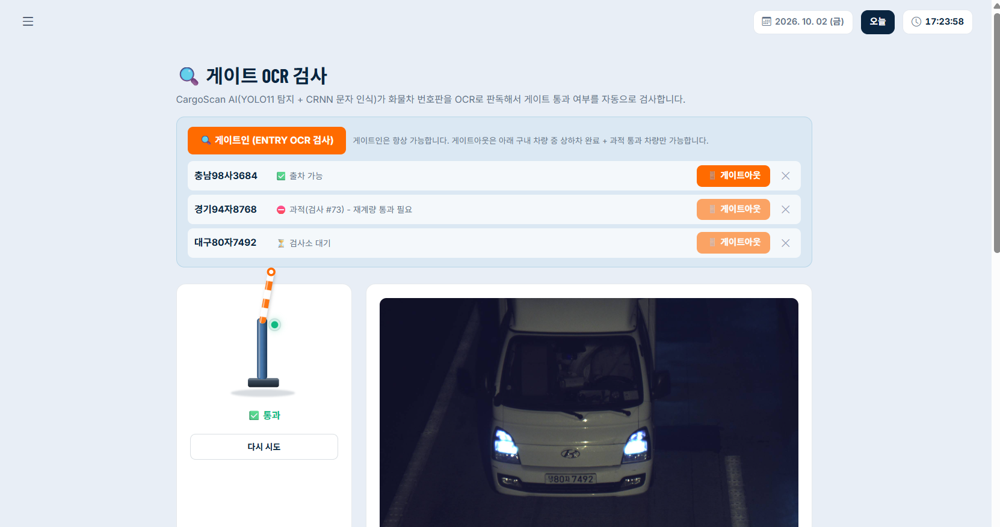 2026. 10. 02 (금)
오늘
17:23:58
게이트 OCR 검사
CargoScan AI(YOLO11 탐지 + CRNN 문자 인식)가 화물차 번호판을 OCR로 판독해서 게이트 통과 여부를 자동으로 검사합니다.
게이트인 (ENTRY OCR 검사)
게이트인은 항상 가능합니다. 게이트아웃은 아래 구내 차량 중 상하차 완료 + 과적 통과 차량만 가능합니다.
충남98사3684
출차 가능
게이트아웃
경기94자8768
과적(검사 #73) - 재계량 통과 필요
게이트아웃
대구80자7492
검사소 대기
게이트아웃
통과
다시 시도
80자7492